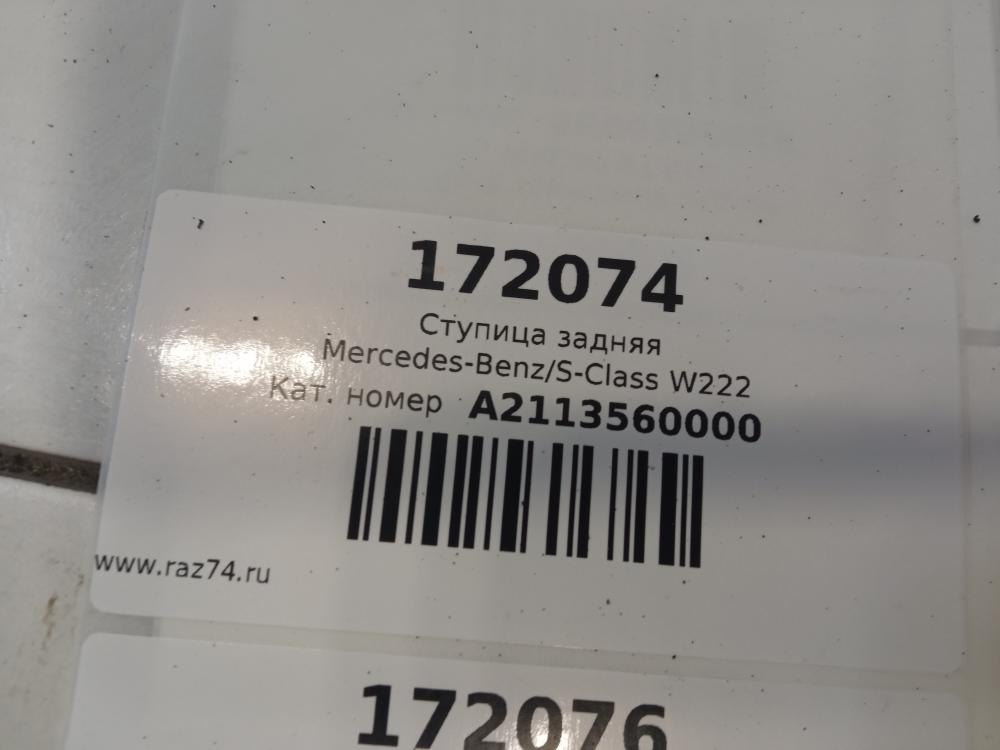 172074
Ступица задняя
Mercedes-Benz/S-Class W222
Кат. номер A2113560000
www.raz74.ru
172076